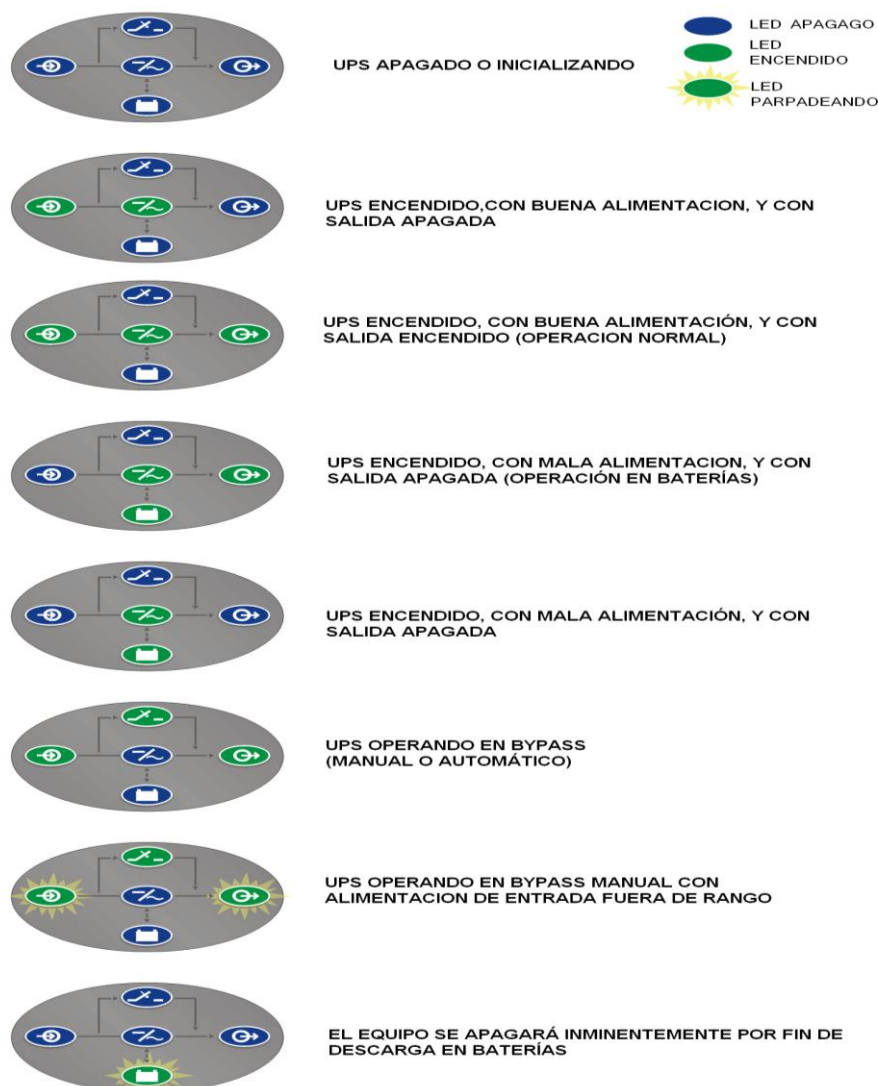 LED APAGAGO
LED
ENCENDIDO
LED
PARPADEANDO
UPS APAGADO O INICIALIZANDO
UPS ENCENDIDO,CON BUENA ALIMENTACION, Y CON
SALIDA APAGADA
UPS ENCENDIDO, CON BUENA ALIMENTACIÓN, Y CON
SALIDA ENCENDIDO (OPERACION NORMAL)
UPS ENCENDIDO, CON MALA ALIMENTACION, Y CON
SALIDA APAGADA (OPERACIÓN EN BATERÍAS)
UPS ENCENDIDO, CON MALA ALIMENTACIÓN, Y CON
SALIDA APAGADA
UPS OPERANDO EN BYPASS
(MANUAL O AUTOMÁTICO)
UPS OPERANDO EN BYPASS MANUAL CON
ALIMENTACION DE ENTRADA FUERA DE RANGO
EL EQUIPO SE APAGARÁ INMINENTEMENTE POR FIN DE
DESCARGA EN BATERÍAS